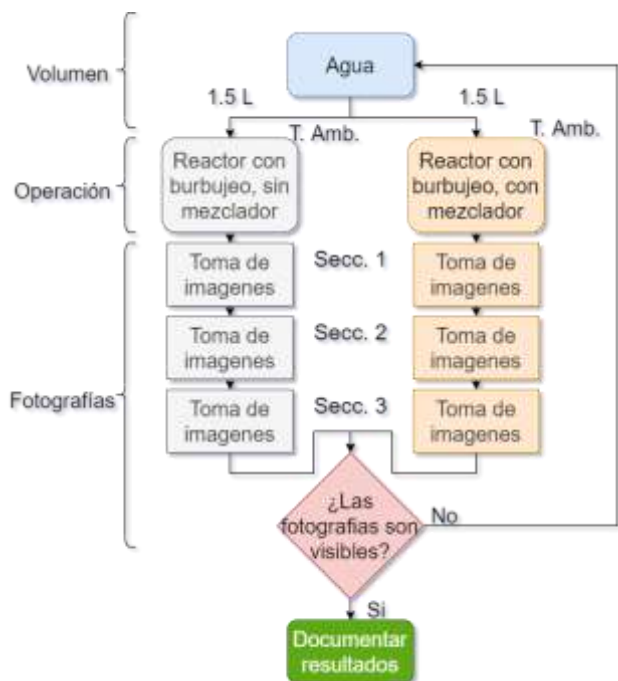 Agua
Volumen
1.5 L
1.5 L
T. Amb.
T. Amb.
Operación
Reactor con
burbujeo, sin
mezclador
Reactor con
burbujeo, con
mezclador
Fotografías
Toma de
imagenes
Secc. 1
Toma de
imagenes
Toma de
imagenes
Secc. 2
Toma de
imagenes
Toma de
imagenes
Secc. 3
Toma de
imagenes
¿Las
fotografias son
visibles?
No
Si
Documentar
resultados